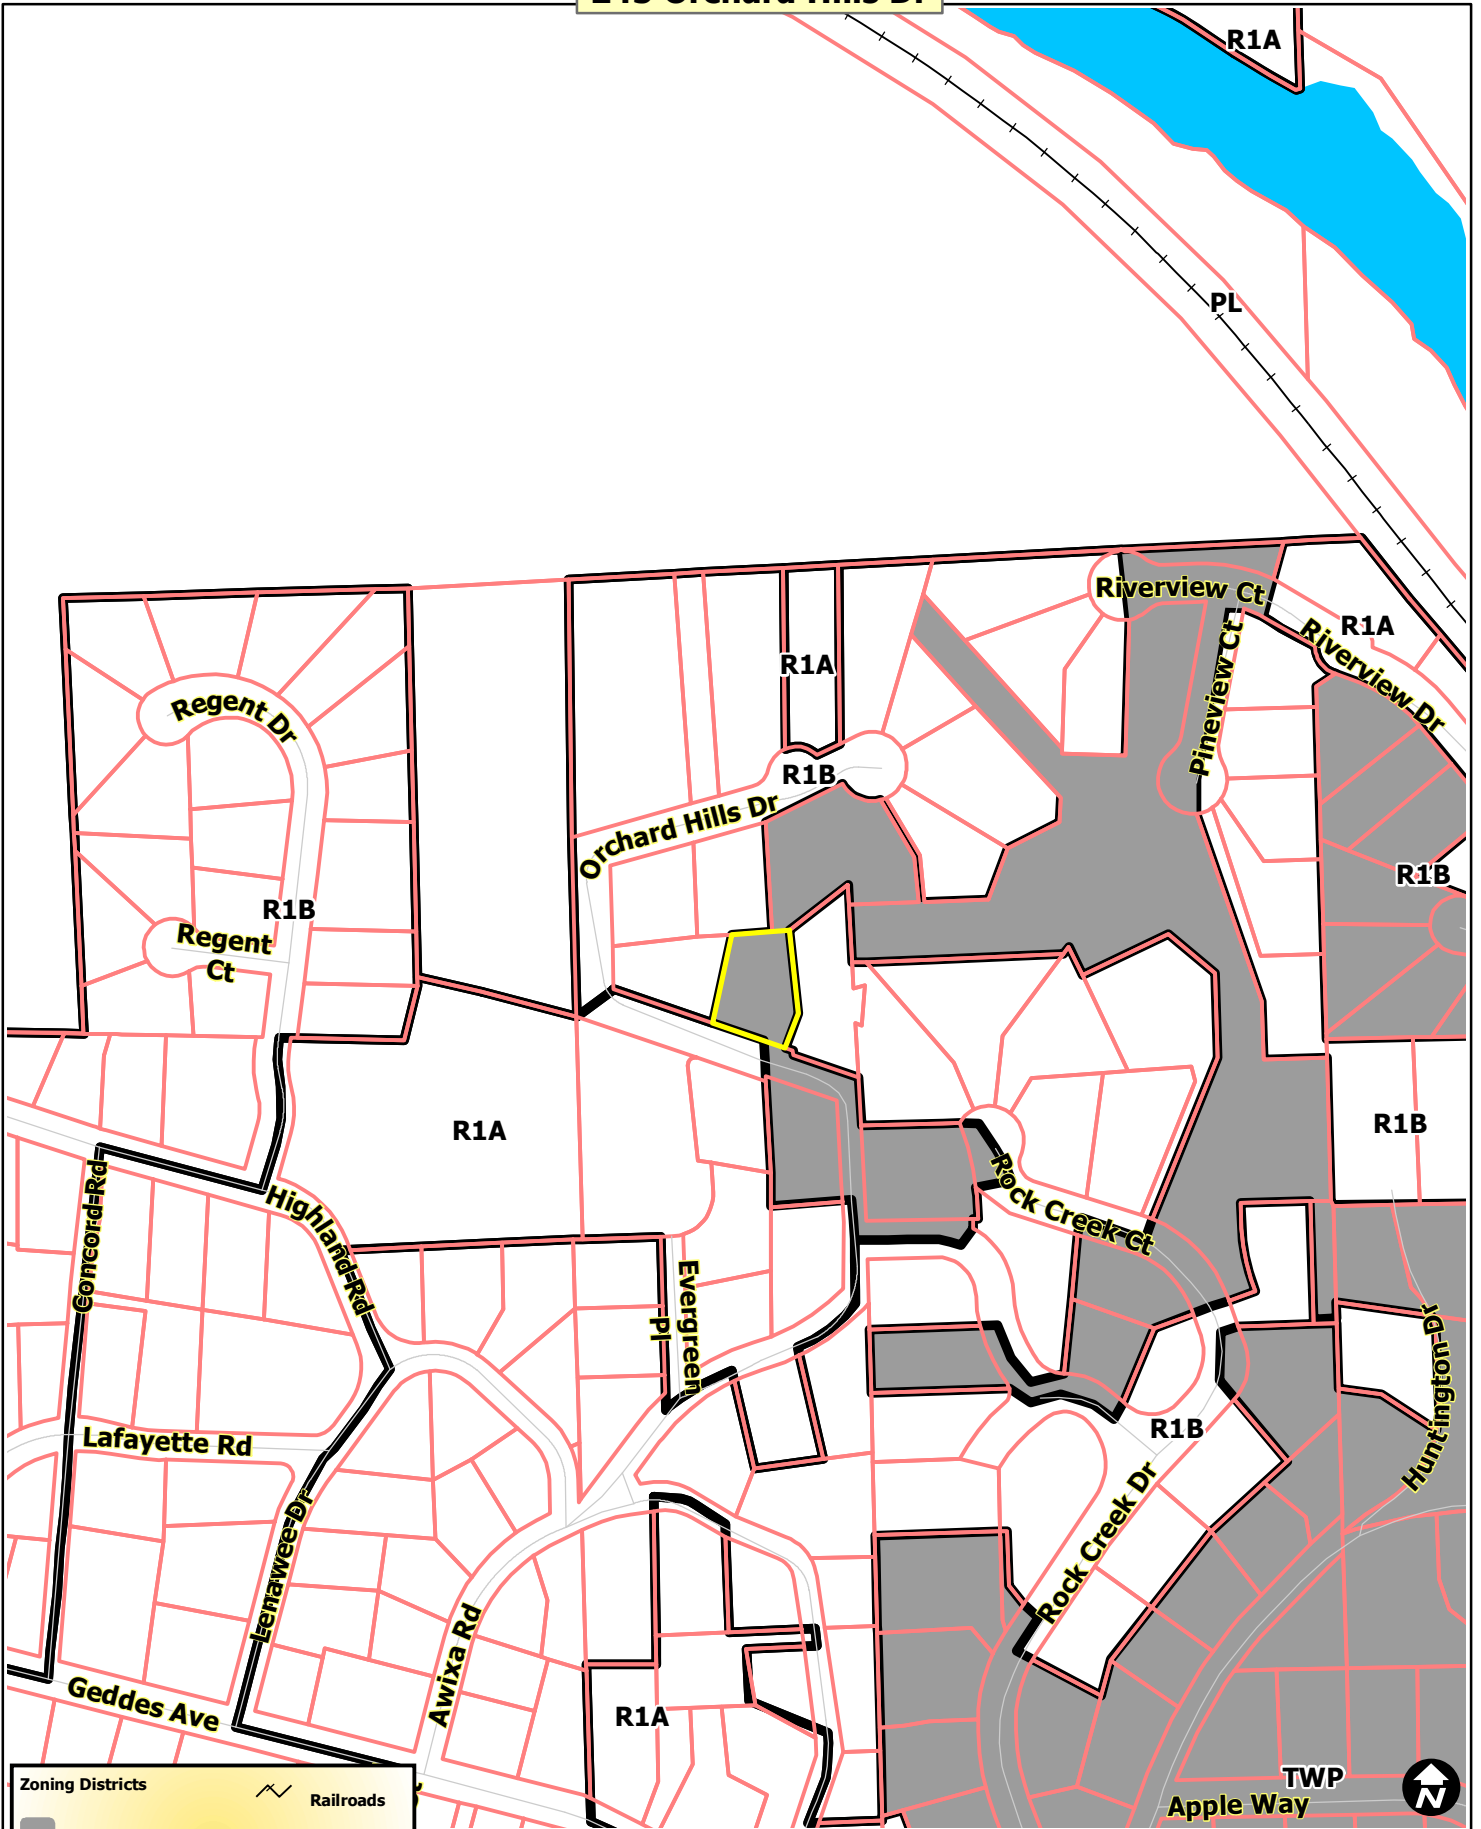 R1A
PL
Riverview Ct
R1A
Riverview Dr
Pineview Ct
R1A
Regent Dr
R1B
Orchard Hills Dr
R1B
R1B
Regent
Ct
R1A
R1B
Rock Creek Ct
Concord Rd
Highland Rd
Evergreen
Pl
Huntington Dr
Lafayette Rd
R1B
Rock Creek Dr
Lenawee Dr
Awixa Rd
Geddes Ave
R1A
TWP
Apple Way
N
Zoning Districts
Railroads